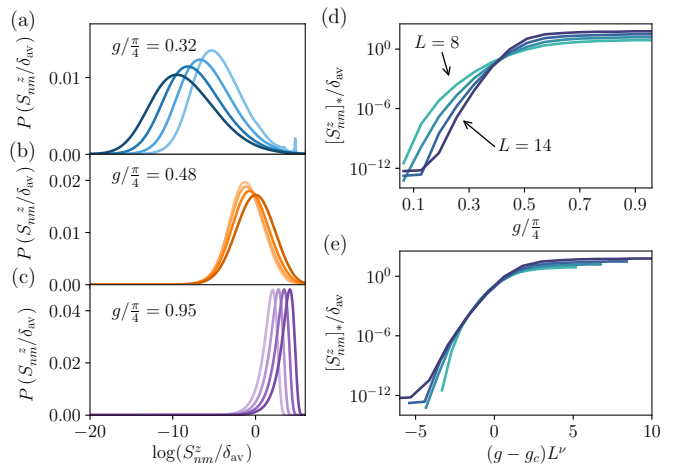 (a)
g/π/4 = 0.32
P (S^z_nm/δ_av)
0.01
0.00
(b)
g/π/4 = 0.48
P (S^z_nm/δ_av)
0.02
0.01
0.00
(c)
g/π/4 = 0.95
P (S^z_nm/δ_av)
0.04
0.02
0.00
−20 −10 0
log(S^z_nm/δ_av)
(d)
L = 8
L = 14
[S^z_nm]_*/δ_av
10^0
10^−6
10^−12
0.1 0.3 0.5 0.7 0.9
g/π/4
(e)
[S^z_nm]_*/δ_av
10^0
10^−6
10^−12
−5 0 5 10
(g − g_c)L^ν